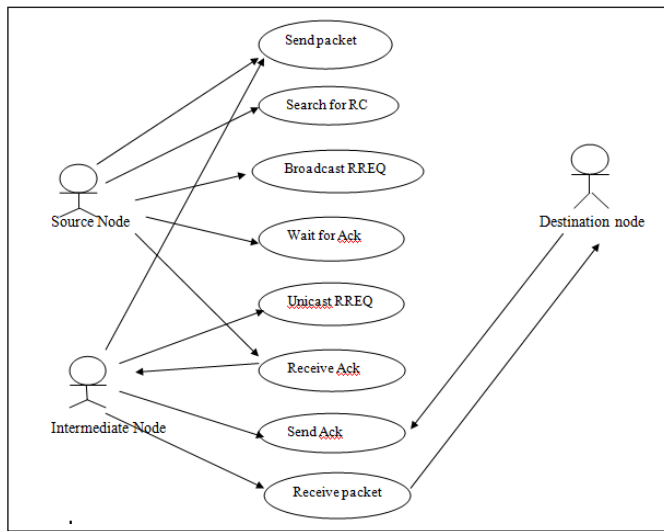 Send packet
Search for RC
Broadcast RREQ
Source Node
Destination node
Wait for Ack
Unicast RREQ
Receive Ack
Intermediate Node
Send Ack
Receive packet